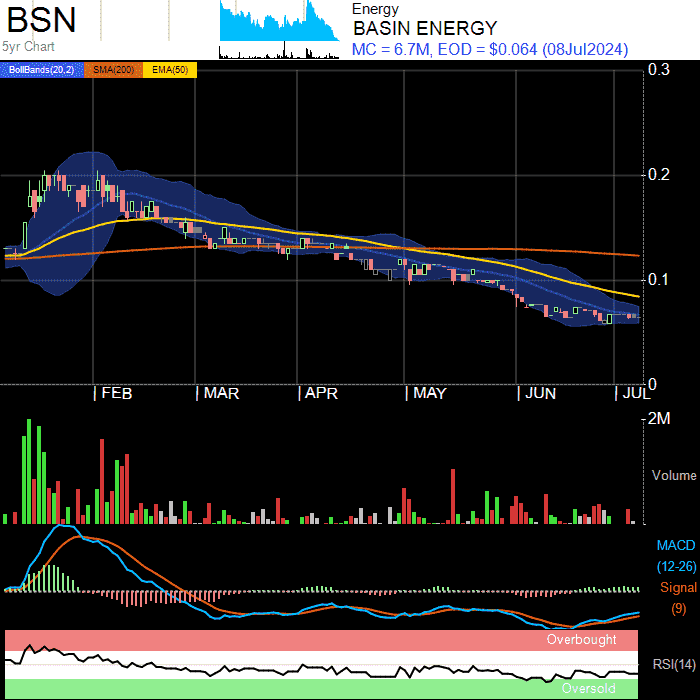 BSN
5yr Chart
Energy
BASIN ENERGY
MC = 6.7M, EOD = $0.064 (08Jul2024)
BollBands(20,2) SMA(200) EMA(50)
0.3
0.2
0.1
0
| FEB | MAR | APR | MAY | JUN | JUL
2M
Volume
MACD
(12-26)
Signal
(9)
Overbought
RSI(14)
Oversold